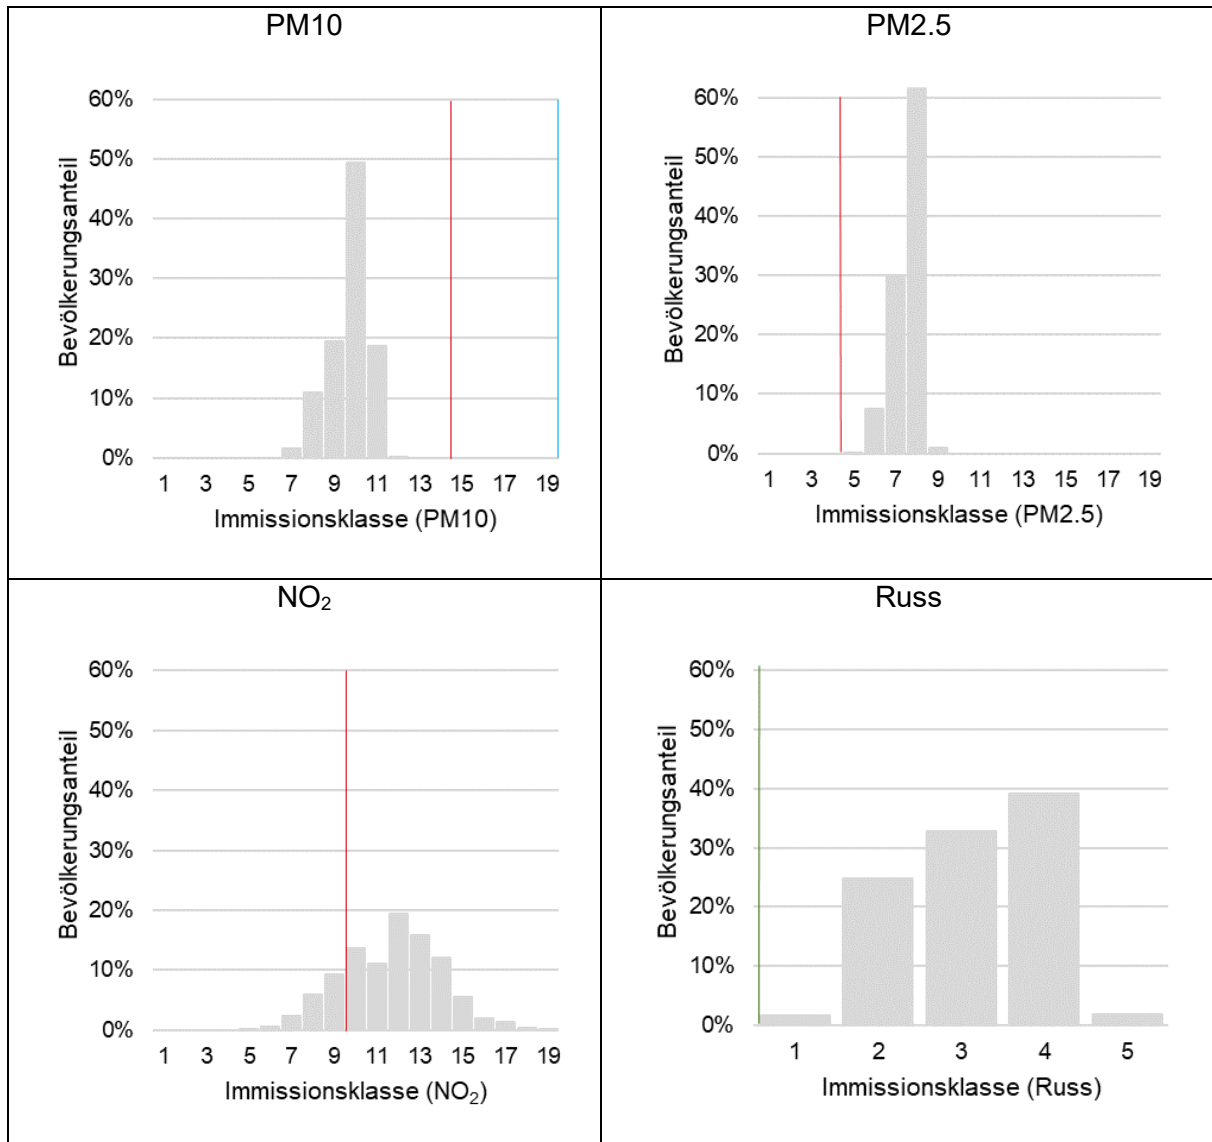 PM10
60%
50%
40%
30%
20%
10%
0%
Bevölkerungsanteil
1 3 5 7 9 11 13 15 17 19
Immissionsklasse (PM10)
PM2.5
60%
50%
40%
30%
20%
10%
0%
Bevölkerungsanteil
1 3 5 7 9 11 13 15 17 19
Immissionsklasse (PM2.5)
NO₂
60%
50%
40%
30%
20%
10%
0%
Bevölkerungsanteil
1 3 5 7 9 11 13 15 17 19
Immissionsklasse (NO₂)
Russ
60%
50%
40%
30%
20%
10%
0%
Bevölkerungsanteil
1 2 3 4 5
Immissionsklasse (Russ)